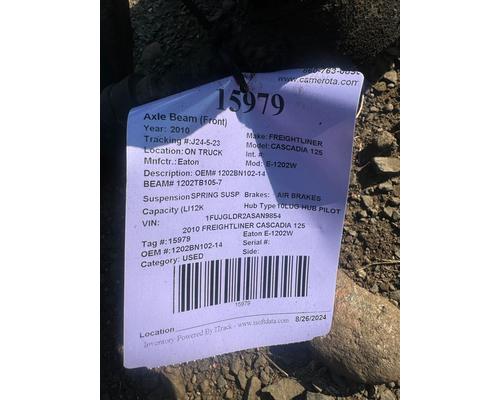 www.camerota.com
15979
Axle Beam (Front)
Year: 2010 Make: FREIGHTLINER
Tracking #:J24-5-23 Model: CASCADIA 125
Location: ON TRUCK Int. #:
Mnfctr.:Eaton Mod: E-1202W
Description: OEM# 1202BN102-14
BEAM# 1202TB105-7
Suspension SPRING SUSP Brakes: AIR BRAKES
Capacity (LI12K Hub Type 10LUG HUB PILOT
VIN: 1FUJGLDR2ASAN9854
2010 FREIGHTLINER CASCADIA 125
Tag #:15979 Eaton E-1202W
OEM #:1202BN102-14 Serial #:
Category: USED Side:
15979
Location
8/26/2024
Inventory Powered By ITrack - www.isoftdata.com